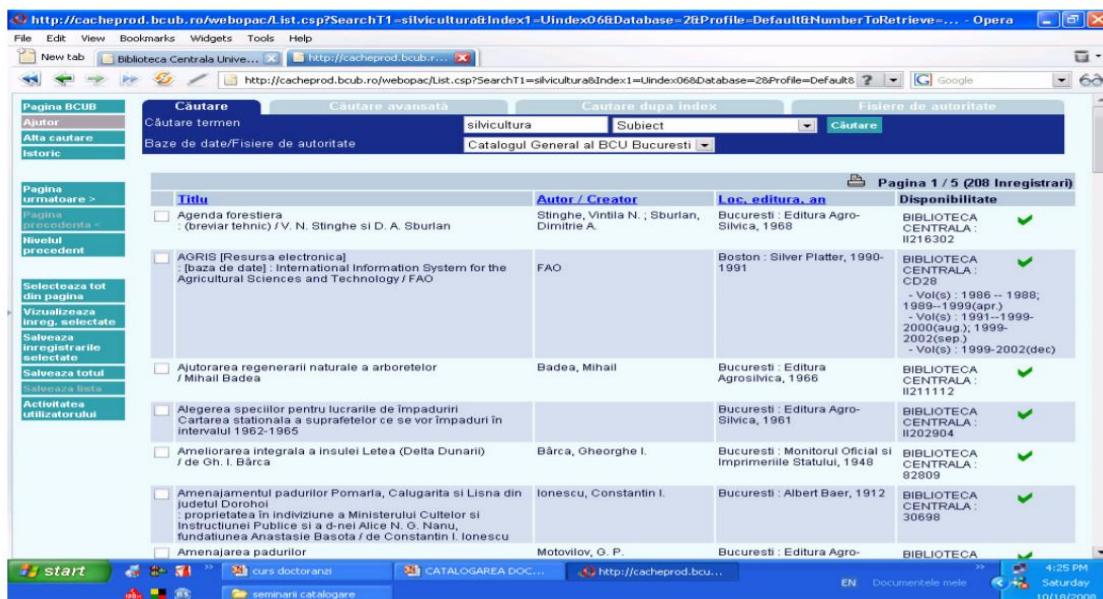 http://cacheprod.bcub.ro/webopac/List.csp?SearchT1=silvicultura&Index1=Uindex06&Database=2&Profile=Default&NumberToRetrieve=... - Opera
File Edit View Bookmarks Widgets Tools Help
New tab Biblioteca Centrala Unive... http://cacheprod.bcub.r...
http://cacheprod.bcub.ro/webopac/List.csp?SearchT1=silvicultura&Index1=Uindex06&Database=2&Profile=Default& ? Google
Pagina BCUB Căutare Căutare avansată Cautare dupa index Fisiere de autoritate
Ajutor Căutare termen silvicultura Subiect Căutare
Alta cautare
Baze de date/Fisiere de autoritate Catalogul General al BCU Bucuresti
Istoric
Pagina 1 / 5 (208 Inregistrari)
Pagina
urmatoare >
Pagina
precedenta <
Nivelul
precedent
Selecteaza tot
din pagina
Vizualizeaza
inreg. selectate
Salveaza
inregistrarile
selectate
Salveaza totul
Salveaza lista
Activitatea
utilizatorului
Titlu Autor / Creator Loc, editura, an Disponibilitate
Agenda forestiera Stinghe, Vintila N. ; Sburlan, Bucuresti : Editura Agro- BIBLIOTECA
: (breviar tehnic) / V. N. Stinghe si D. A. Sburlan Dimitrie A. Silvica, 1968 CENTRALA :
II216302
AGRIS [Resursa electronica] Boston : Silver Platter, 1990- BIBLIOTECA
: [baza de date] : International Information System for the FAO 1991 CENTRALA :
Agricultural Sciences and Technology / FAO CD28
- Vol(s) : 1986 -- 1988;
1989--1999(apr.)
- Vol(s) : 1991--1999-
2000(aug.); 1999-
2002(sep.)
- Vol(s) : 1999-2002(dec)
Ajutorarea regenerarii naturale a arboretelor Badea, Mihail Bucuresti : Editura BIBLIOTECA
/ Mihail Badea Agrosilvica, 1966 CENTRALA :
II211112
Alegerea speciilor pentru lucrarile de împaduriri Bucuresti : Editura Agro- BIBLIOTECA
Cartarea stationala a suprafetelor ce se vor împaduri în Silvica, 1961 CENTRALA :
intervalul 1962-1965 II202904
Ameliorarea integrala a insulei Letea (Delta Dunarii) Bârca, Gheorghe I. Bucuresti : Monitorul Oficial si BIBLIOTECA
/ de Gh. I. Bârca Imprimeriile Statului, 1948 CENTRALA :
82809
Amenajamentul padurilor Pomarla, Calugarita si Lisna din Ionescu, Constantin I. Bucuresti : Albert Baer, 1912 BIBLIOTECA
judetul Dorohoi CENTRALA :
: proprietatea în indiviziune a Ministerului Cultelor si 30698
Instructiunei Publice si a d-nei Alice N. G. Nanu,
fundatiunea Anastasie Basota / de Constantin I. Ionescu
Amenajarea padurilor Motovilov, G. P. Bucuresti : Editura Agro- BIBLIOTECA
start curs doctoranzi CATALOGAREA DOC... http://cacheprod.bcu... 4:25 PM
seminarii catalogare EN Documentele mele Saturday
10/18/2008